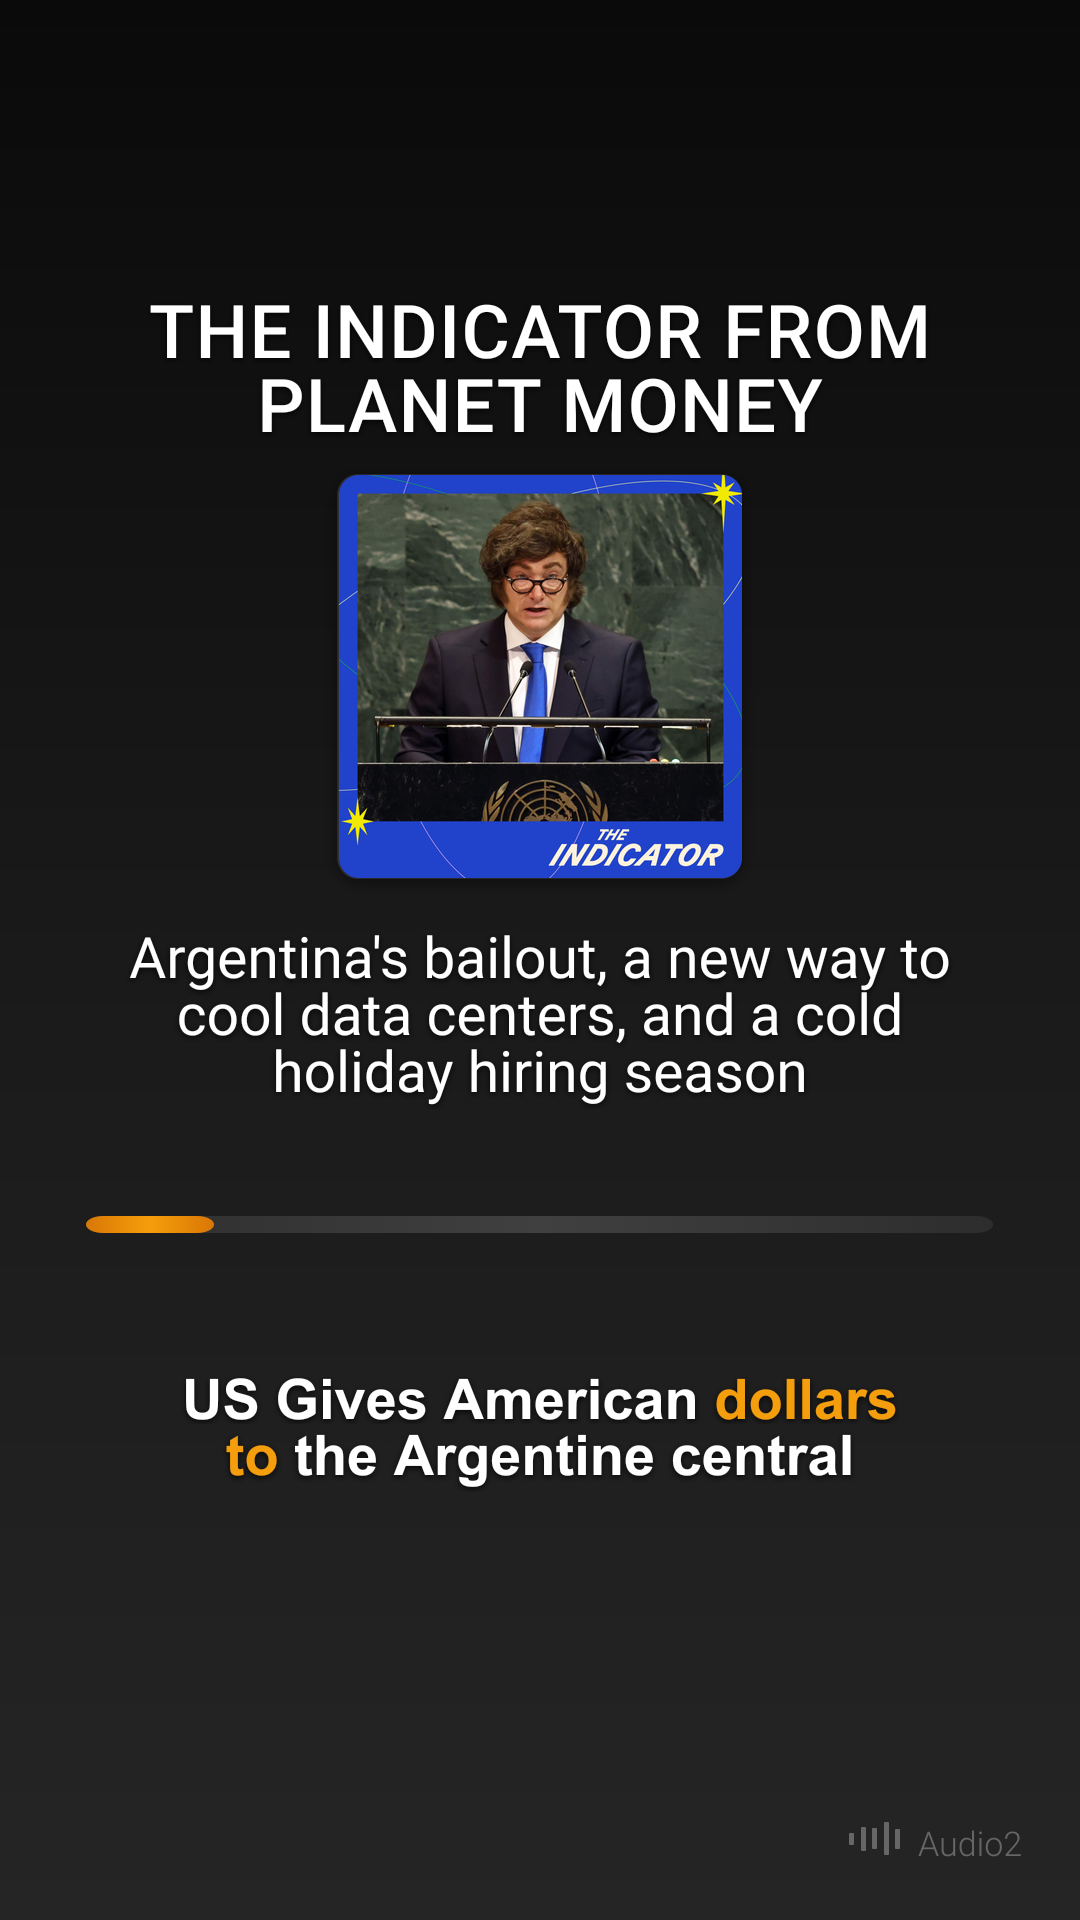 THE INDICATOR FROM
PLANET MONEY
THE
INDICATOR
Argentina's bailout, a new way to
cool data centers, and a cold
holiday hiring season
US Gives American dollars
to the Argentine central
Audio2